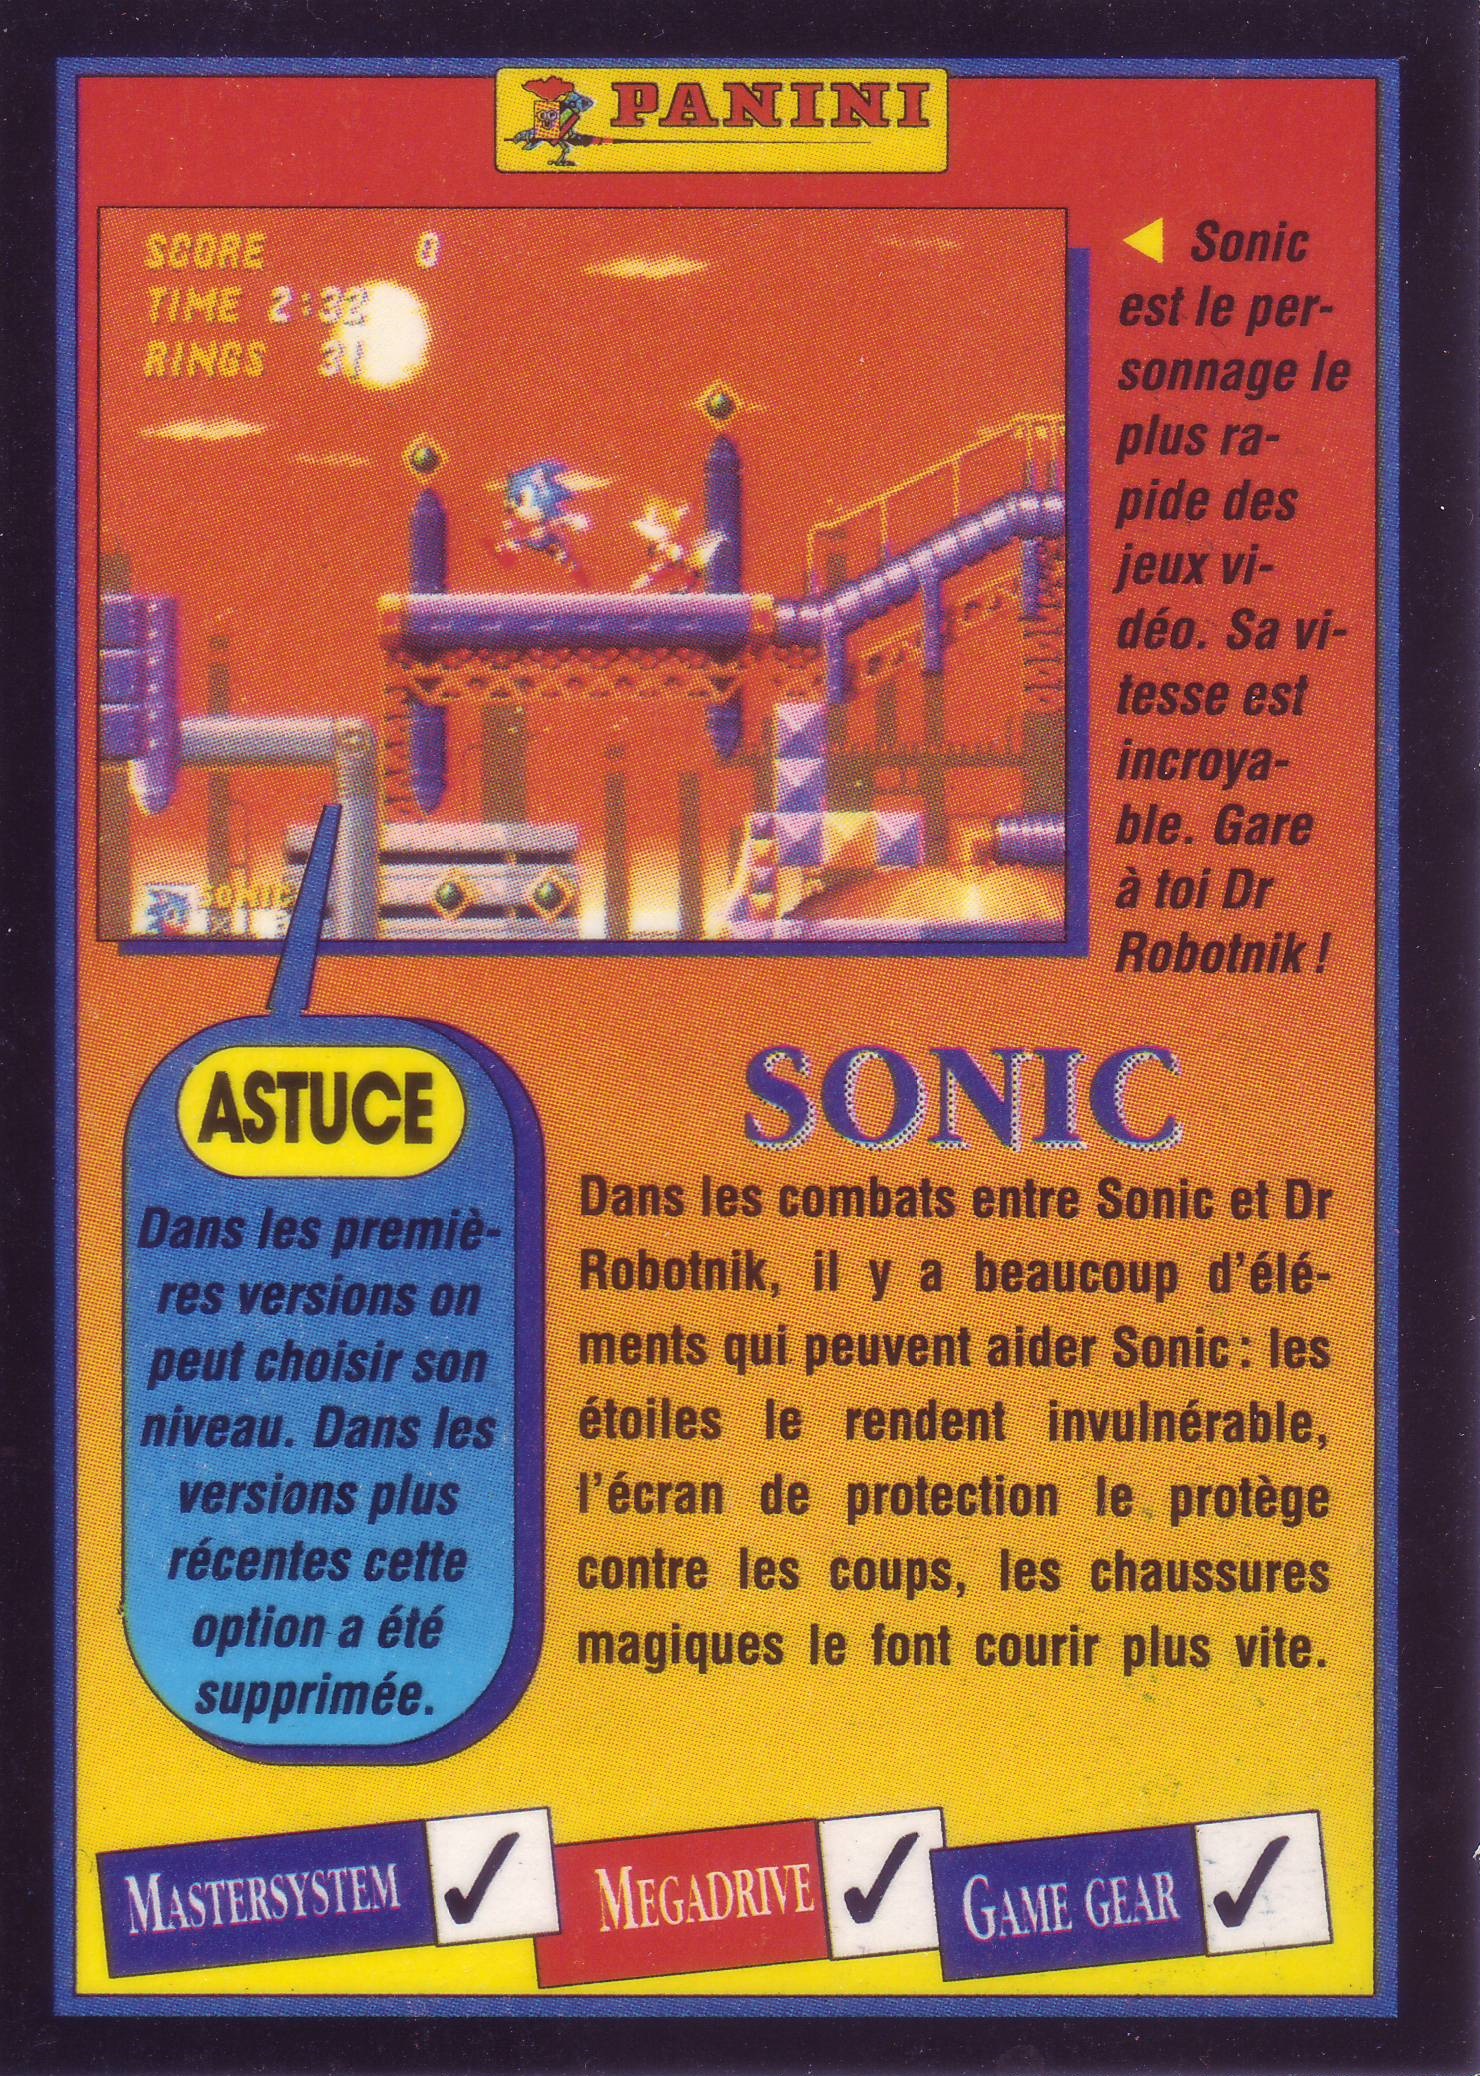 PANINI
SCORE 0
TIME 2:32
RINGS 31
SONIC
Sonic
est le per-
sonnage le
plus ra-
pide des
jeux vi-
déo. Sa vi-
tesse est
incroya-
ble. Gare
à toi Dr
Robotnik !
ASTUCE
Dans les premiè-
res versions on
peut choisir son
niveau. Dans les
versions plus
récentes cette
option a été
supprimée.
SONIC
Dans les combats entre Sonic et Dr
Robotnik, il y a beaucoup d'élé-
ments qui peuvent aider Sonic : les
étoiles le rendent invulnérable,
l'écran de protection le protège
contre les coups, les chaussures
magiques le font courir plus vite.
MASTERSYSTEM
MEGADRIVE
GAME GEAR